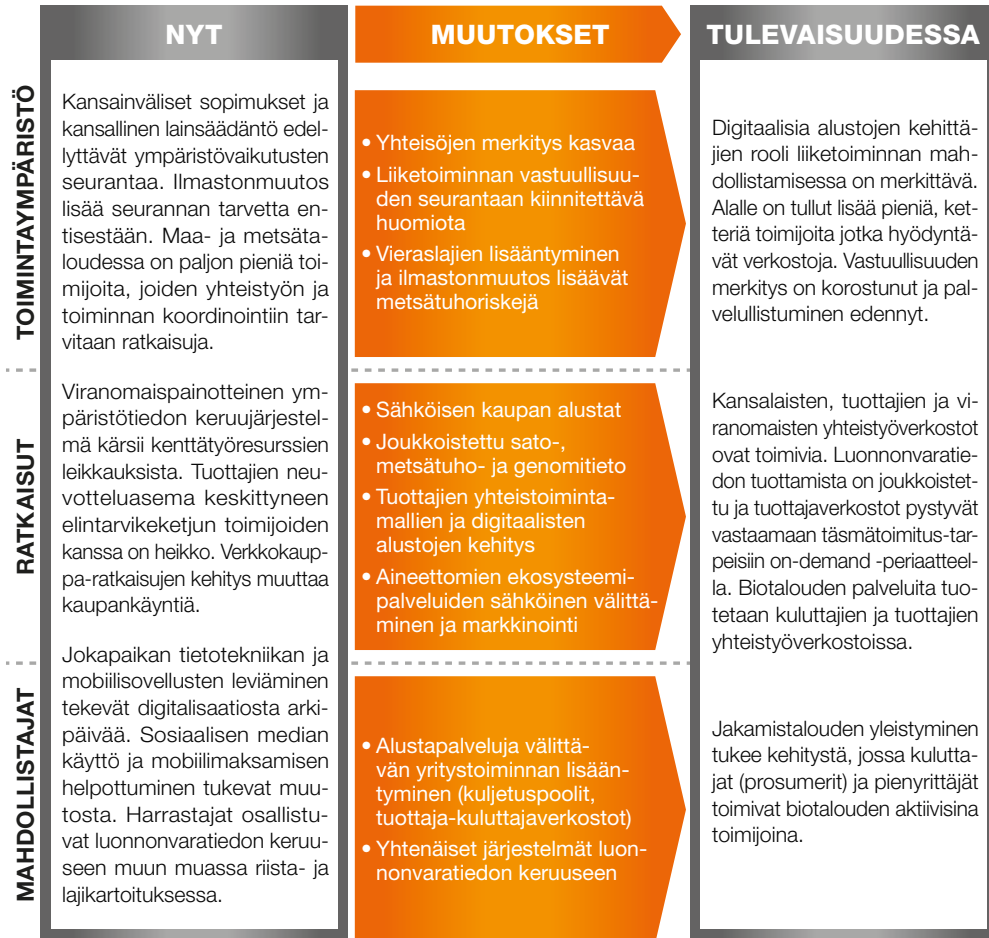 NYT
MUUTOKSET
TULEVAISUUDESSA
TOIMINTAYMPÄRISTÖ
Kansainväliset sopimukset ja
kansallinen lainsäädäntö edel-
lyttävät ympäristövaikutusten
seurantaa. Ilmastonmuutos
lisää seurannan tarvetta en-
tisestään. Maa- ja metsäta-
loudessa on paljon pieniä toi-
mijoita, joiden yhteistyön ja
toiminnan koordinointiin tar-
vitaan ratkaisuja.
• Yhteisöjen merkitys kasvaa
• Liiketoiminnan vastuullisuu-
den seurantaan kiinnitettävä
huomiota
• Vieraslajien lisääntyminen
ja ilmastonmuutos lisäävät
metsätuhoriskejä
Digitaalisia alustojen kehittä-
jien rooli liiketoiminnan mah-
dollistamisessa on merkittävä.
Alalle on tullut lisää pieniä, ket-
teriä toimijoita jotka hyödyntä-
vät verkostoja. Vastuullisuuden
merkitys on korostunut ja pal-
velullistuminen edennyt.
RATKAISUT
Viranomaispainotteinen ym-
päristötiedon keruujärjestel-
mä kärsii kenttätyöresurssien
leikkauksista. Tuottajien neu-
votteluasema keskittyneen
elintarvikeketjun toimijoiden
kanssa on heikko. Verkkokaup-
pa-ratkaisujen kehitys muuttaa
kaupankäyntiä.
• Sähköisen kaupan alustat
• Joukkoistettu sato-,
metsätuho- ja genomitieto
• Tuottajien yhteistoiminta-
mallien ja digitaalisten
alustojen kehitys
• Aineettomien ekosysteemi-
palveluiden sähköinen välittä-
minen ja markkinointi
Kansalaisten, tuottajien ja vi-
ranomaisten yhteistyöverkostot
ovat toimivia. Luonnonvaratie-
don tuottamista on joukkoistet-
tu ja tuottajaverkostot pystyvät
vastaamaan täsmätoimitus-tar-
peisiin on-demand -periaatteel-
la. Biotalouden palveluita tuo-
tetaan kuluttajien ja tuottajien
yhteistyöverkostoissa.
MAHDOLLISTAJAT
Jokapaikan tietotekniikan ja
mobiilisovellusten leviäminen
tekevät digitalisaatiosta arki-
päivää. Sosiaalisen median
käyttö ja mobiilimaksamisen
helpottuminen tukevat muu-
tosta. Harrastajat osallistu-
vat luonnonvaratiedon keruu-
seen muun muassa riista- ja
lajikartoituksessa.
• Alustapalveluja välittä-
vän yritystoiminnan lisään-
tyminen (kuljetuspoolit,
tuottaja-kuluttajaverkostot)
• Yhtenäiset järjestelmät luon-
nonvaratiedon keruuseen
Jakamistalouden yleistyminen
tukee kehitystä, jossa kulutta-
jat (prosumerit) ja pienyrittäjät
toimivat biotalouden aktiivisina
toimijoina.